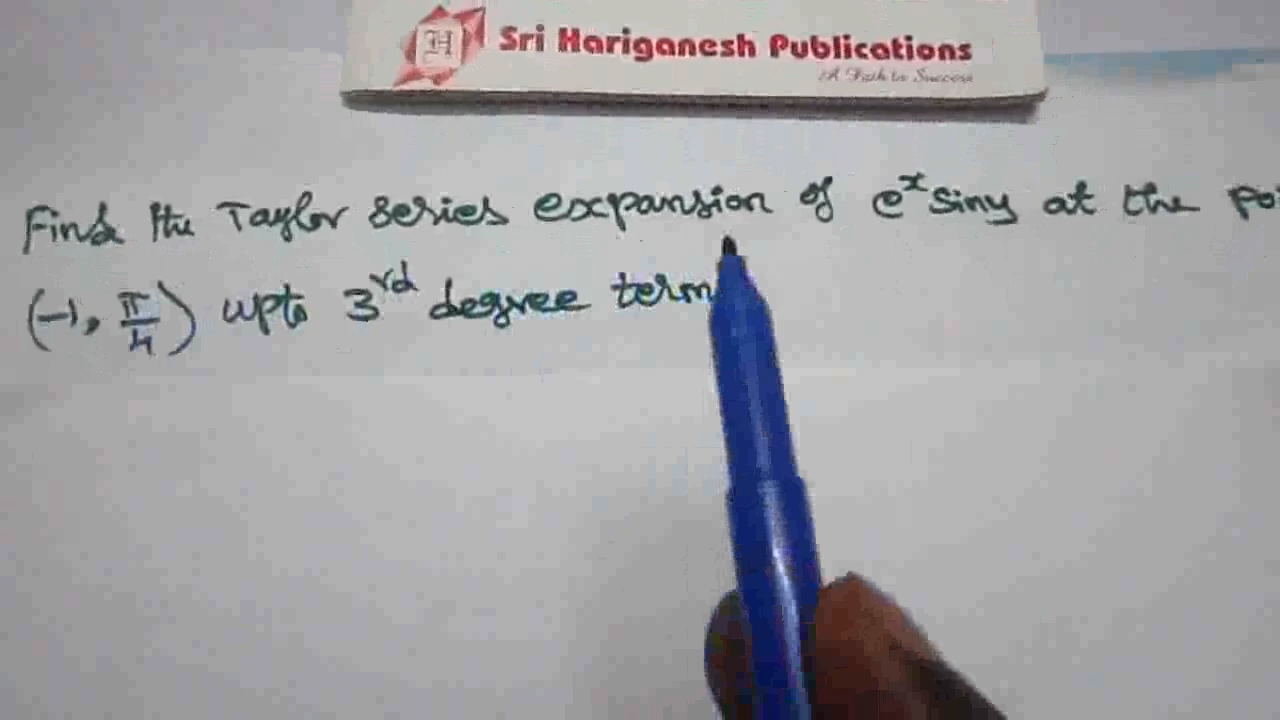 Sri Hariganesh Publications
A Path to Success
Find the Taylor series expansion of e^x siny at the Poi
(-1, π/4) upto 3rd degree term